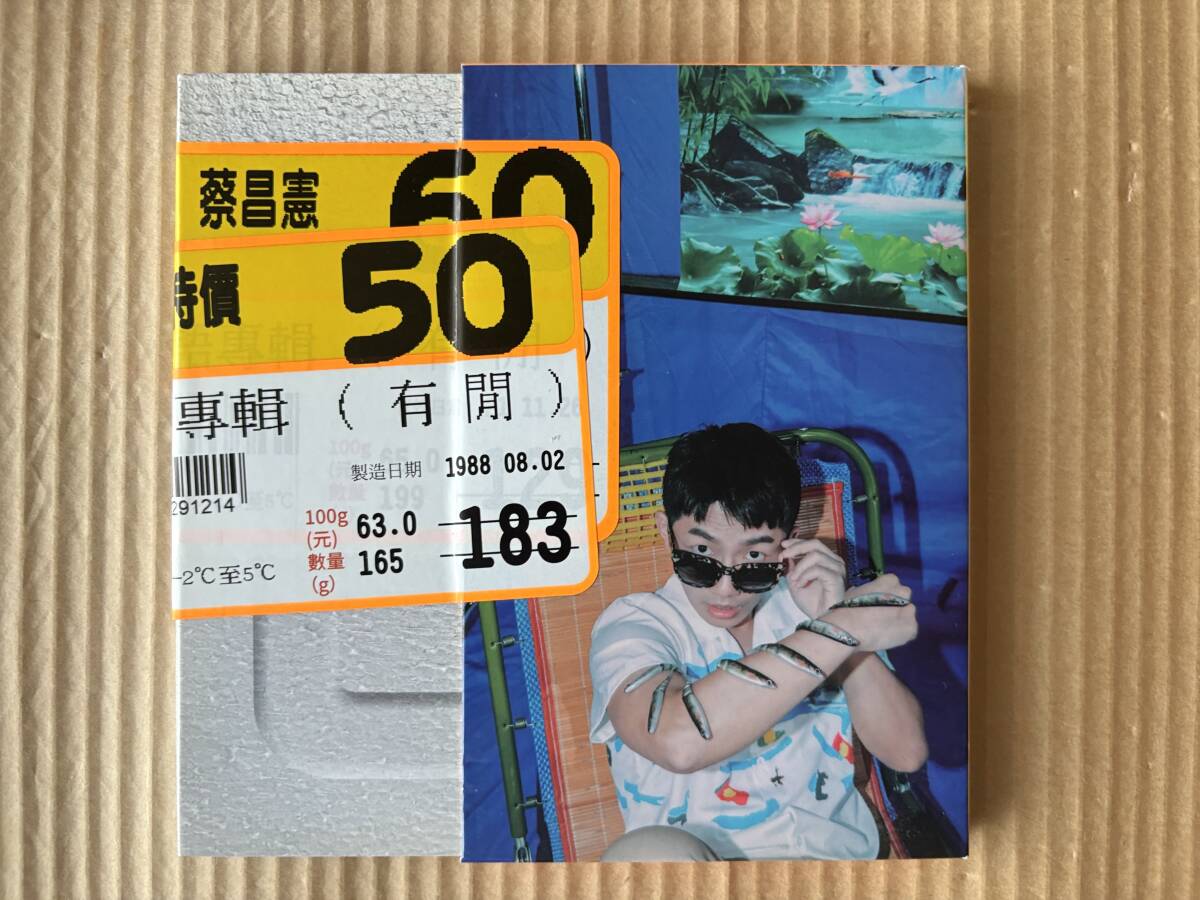 蔡昌憲 60
特價 50
專輯 （ 有 閒 ）
製造日期 1988 08.02
291214
100g
(元) 63.0
183
數量
(g) 165
-2℃至5℃